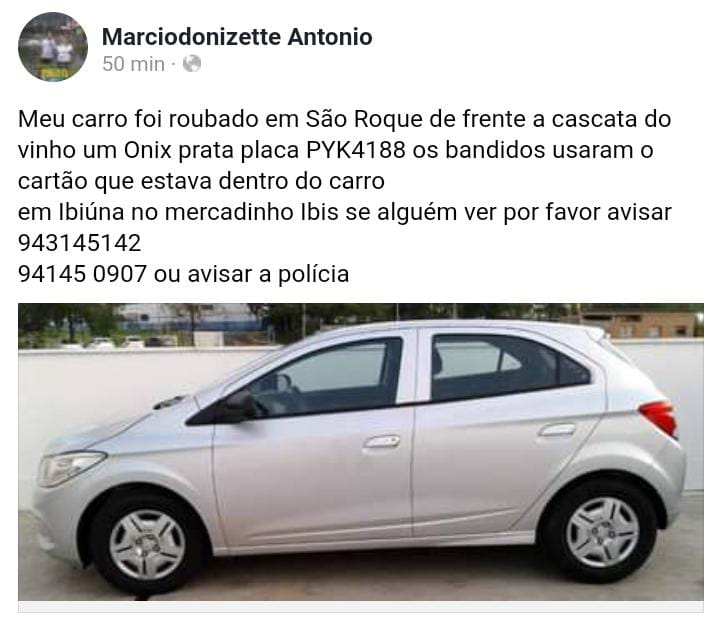 Marciodonizette Antonio
50 min ·
Meu carro foi roubado em São Roque de frente a cascata do
vinho um Onix prata placa PYK4188 os bandidos usaram o
cartão que estava dentro do carro
em Ibiúna no mercadinho Ibis se alguém ver por favor avisar
943145142
94145 0907 ou avisar a polícia